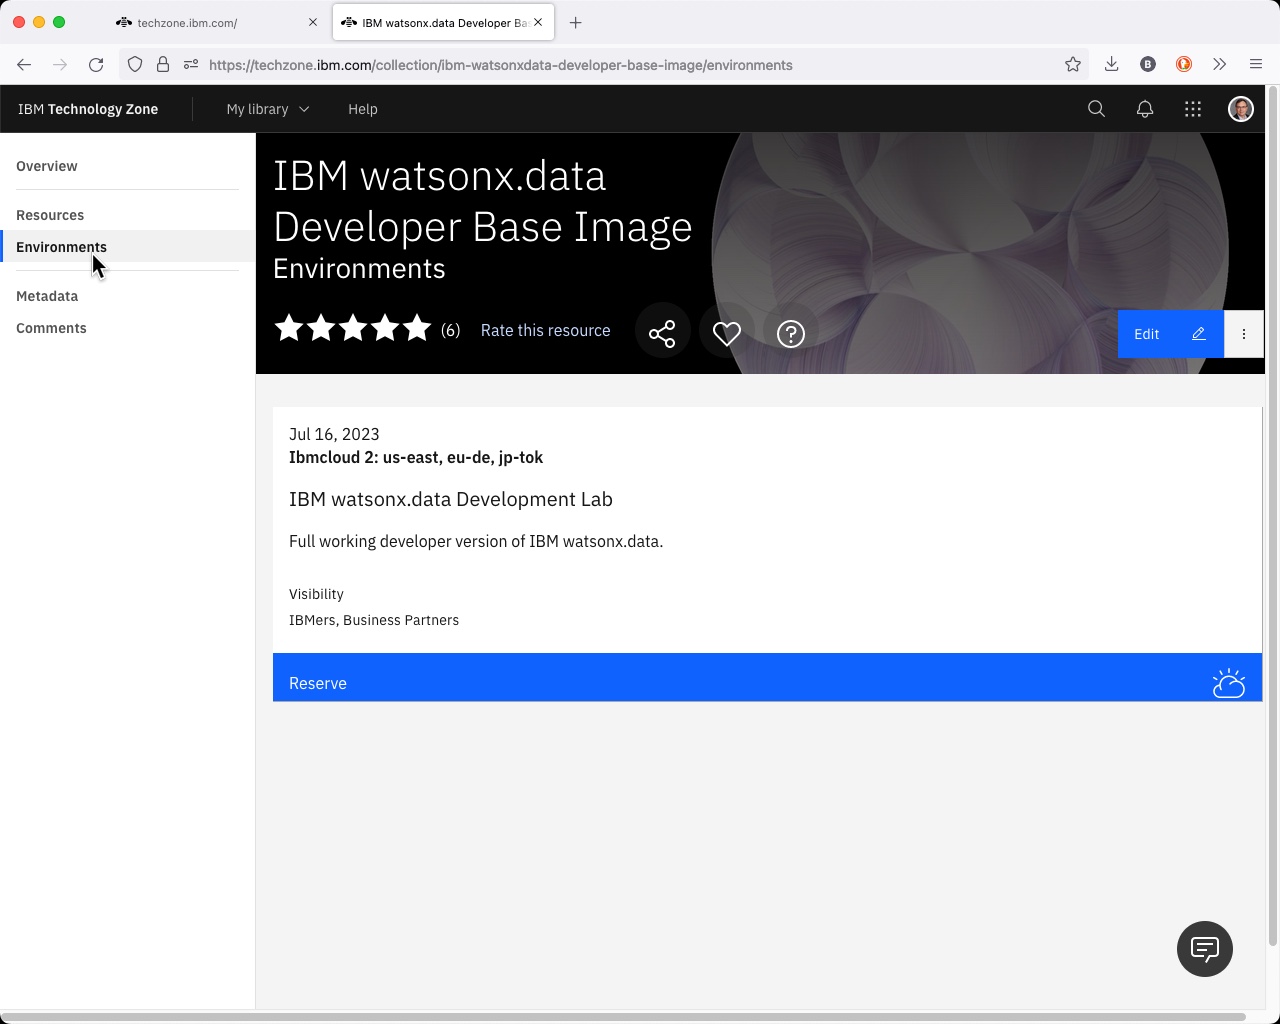 techzone.ibm.com/
IBM watsonx.data Developer Ba
https://techzone.ibm.com/collection/ibm-watsonxdata-developer-base-image/environments
B
IBM Technology Zone
My library
Help
Overview
Resources
Environments
Metadata
Comments
IBM watsonx.data
Developer Base Image
Environments
(6)
Rate this resource
Edit
Jul 16, 2023
Ibmcloud 2: us-east, eu-de, jp-tok
IBM watsonx.data Development Lab
Full working developer version of IBM watsonx.data.
Visibility
IBMers, Business Partners
Reserve